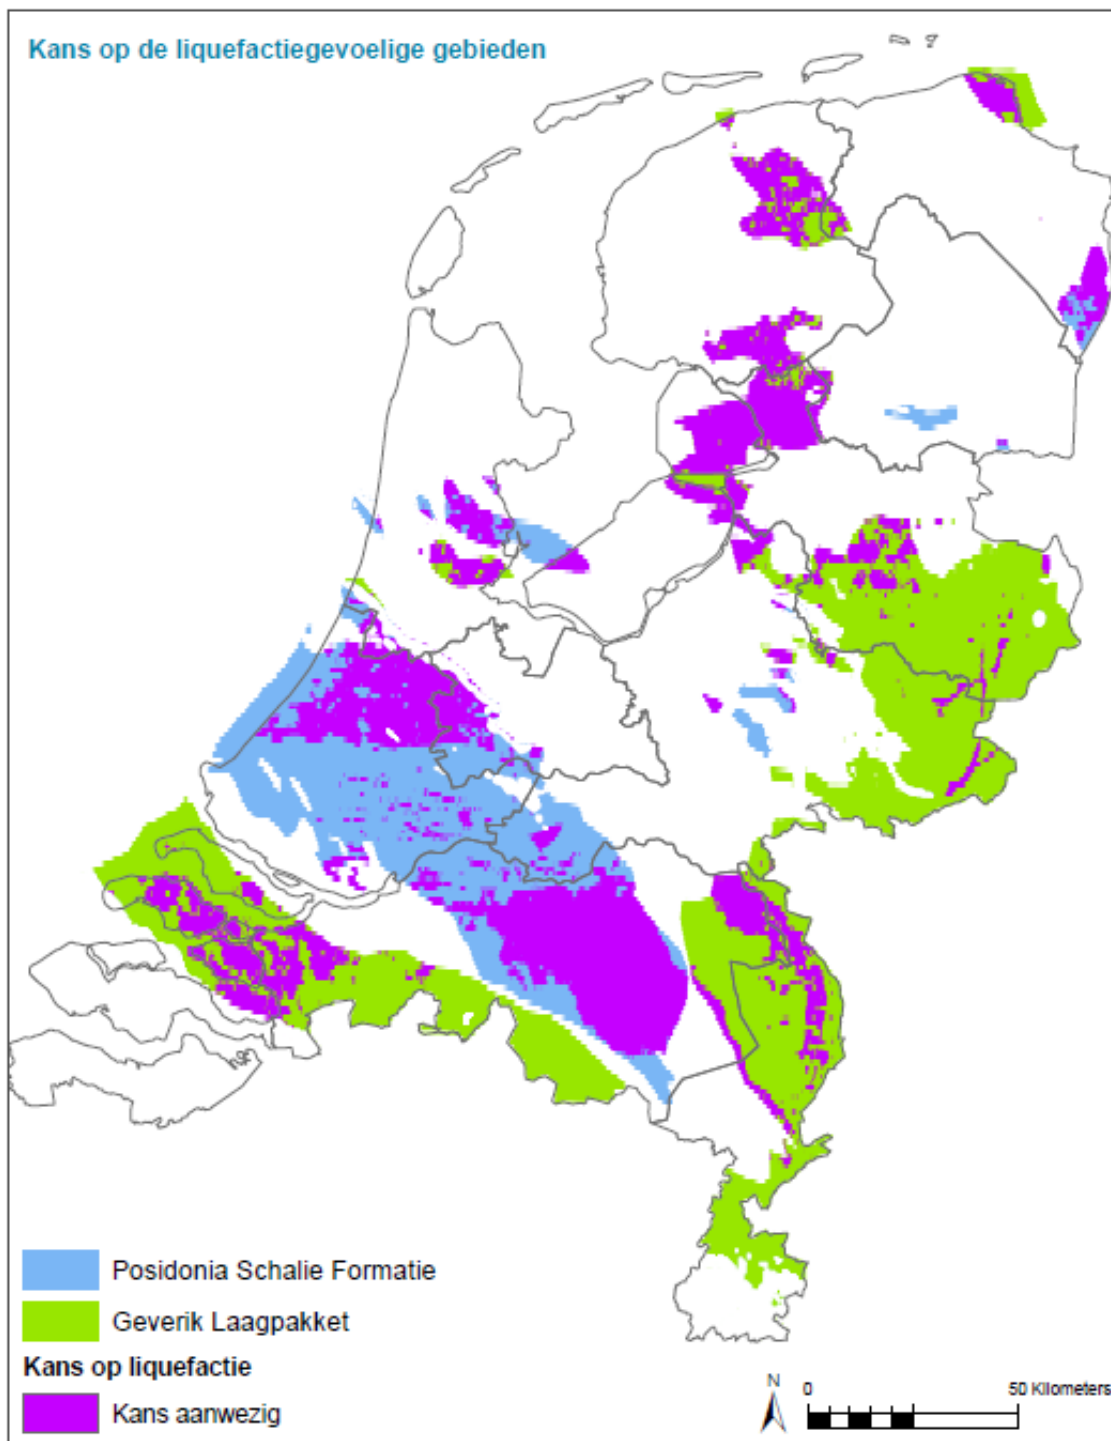 Kans op de liquefactiegevoelige gebieden
Posidonia Schalie Formatie
Geverik Laagpakket
Kans op liquefactie
Kans aanwezig
N
0
50 Kilometers